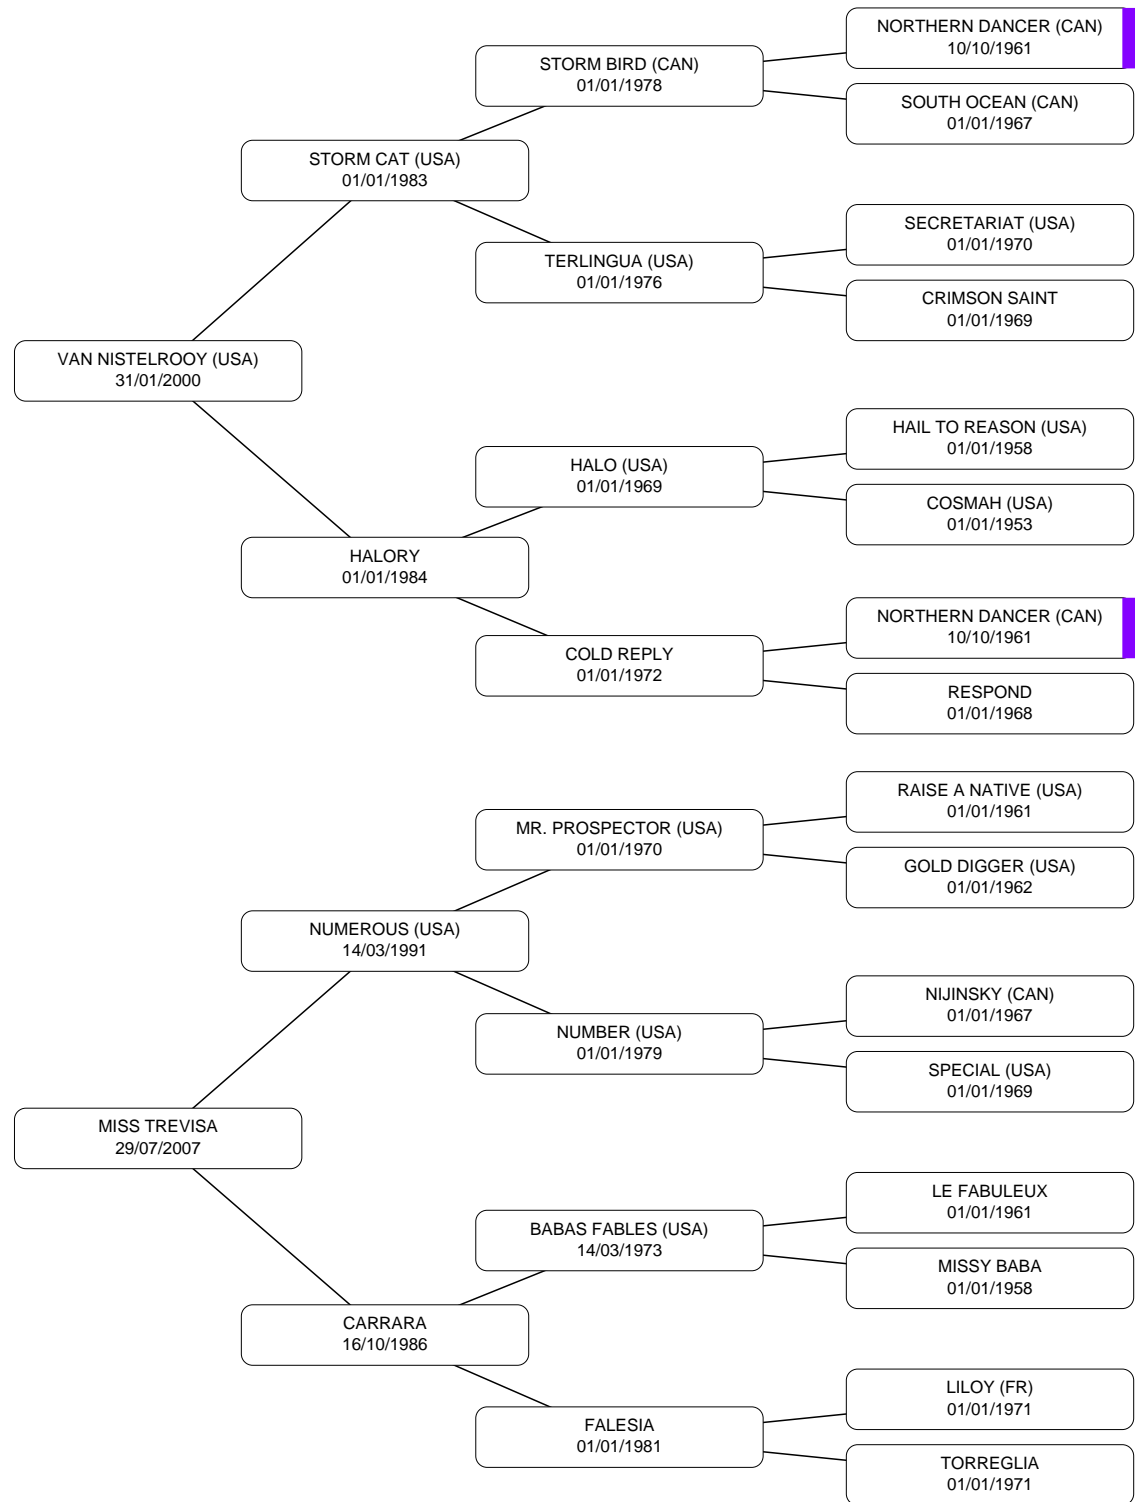 NORTHERN DANCER (CAN)
10/10/1961
STORM BIRD (CAN)
01/01/1978
SOUTH OCEAN (CAN)
01/01/1967
STORM CAT (USA)
01/01/1983
SECRETARIAT (USA)
01/01/1970
TERLINGUA (USA)
01/01/1976
CRIMSON SAINT
01/01/1969
VAN NISTELROOY (USA)
31/01/2000
HAIL TO REASON (USA)
01/01/1958
HALO (USA)
01/01/1969
COSMAH (USA)
01/01/1953
HALORY
01/01/1984
NORTHERN DANCER (CAN)
10/10/1961
COLD REPLY
01/01/1972
RESPOND
01/01/1968
RAISE A NATIVE (USA)
01/01/1961
MR. PROSPECTOR (USA)
01/01/1970
GOLD DIGGER (USA)
01/01/1962
NUMEROUS (USA)
14/03/1991
NIJINSKY (CAN)
01/01/1967
NUMBER (USA)
01/01/1979
SPECIAL (USA)
01/01/1969
MISS TREVISA
29/07/2007
LE FABULEUX
01/01/1961
BABAS FABLES (USA)
14/03/1973
MISSY BABA
01/01/1958
CARRARA
16/10/1986
LILOY (FR)
01/01/1971
FALESIA
01/01/1981
TORREGLIA
01/01/1971